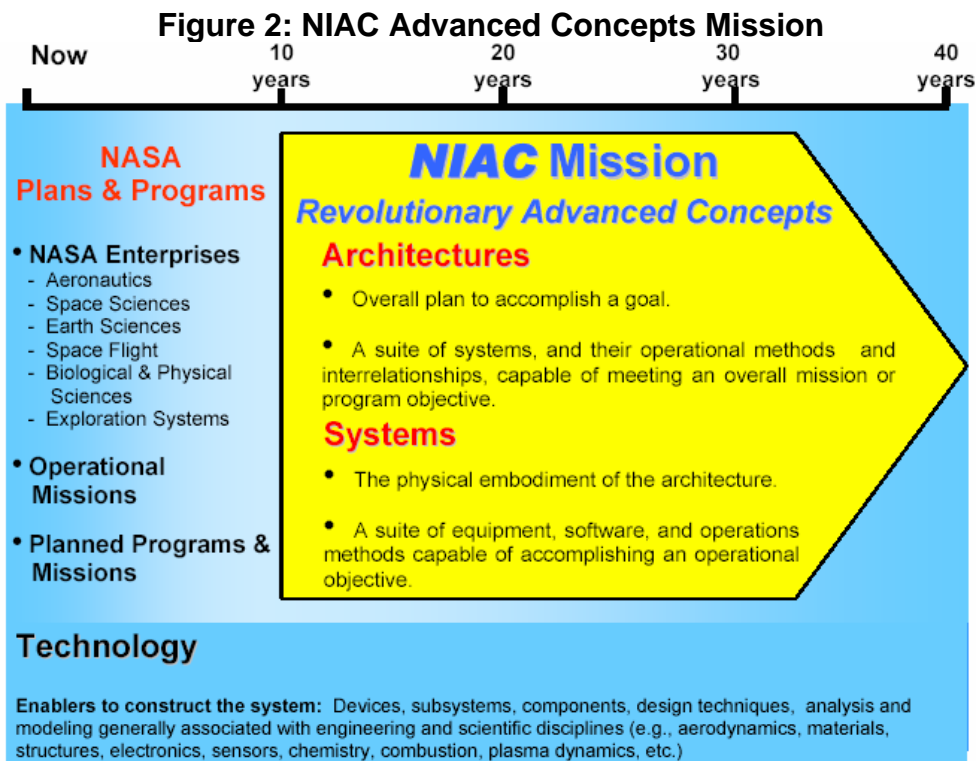 Figure 2: NIAC Advanced Concepts Mission
Now
10 years
20 years
30 years
40 years
NASA
Plans & Programs
• NASA Enterprises
- Aeronautics
- Space Sciences
- Earth Sciences
- Space Flight
- Biological & Physical
Sciences
- Exploration Systems
• Operational
Missions
• Planned Programs &
Missions
NIAC Mission
Revolutionary Advanced Concepts
Architectures
• Overall plan to accomplish a goal.
• A suite of systems, and their operational methods and
interrelationships, capable of meeting an overall mission or
program objective.
Systems
• The physical embodiment of the architecture.
• A suite of equipment, software, and operations
methods capable of accomplishing an operational
objective.
Technology
Enablers to construct the system: Devices, subsystems, components, design techniques, analysis and
modeling generally associated with engineering and scientific disciplines (e.g., aerodynamics, materials,
structures, electronics, sensors, chemistry, combustion, plasma dynamics, etc.)